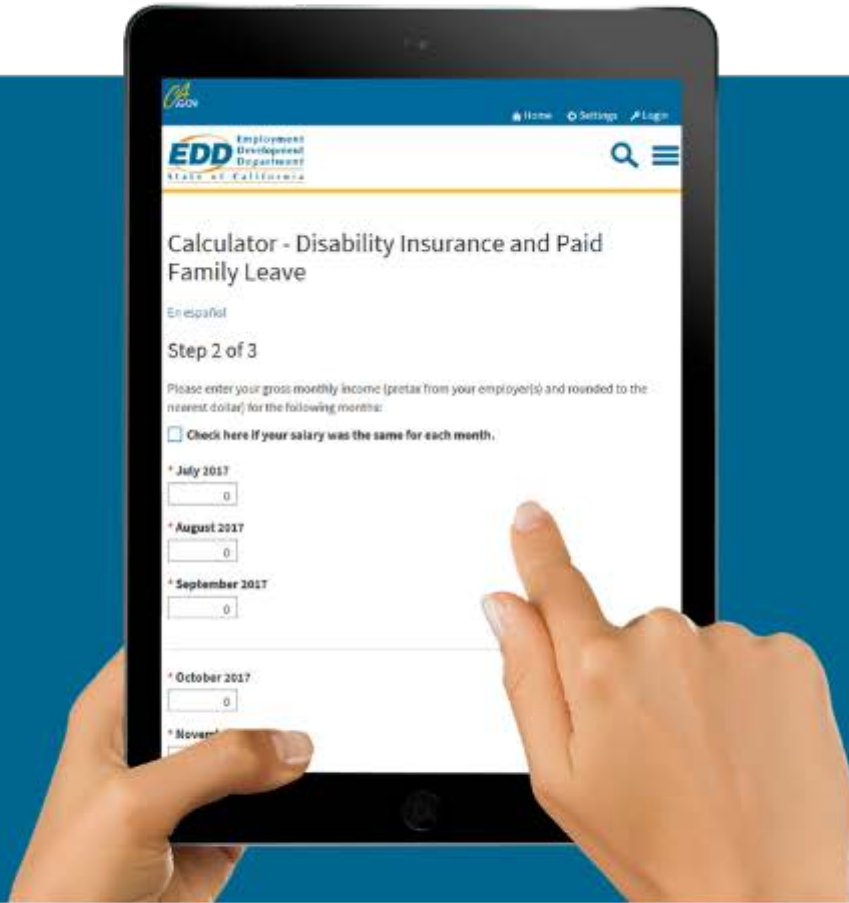 CA
.GOV
Home Settings Login
EDD Employment
Development
Department
State of California
Calculator - Disability Insurance and Paid
Family Leave
En español
Step 2 of 3
Please enter your gross monthly income (pretax from your employer(s) and rounded to the
nearest dollar) for the following months:
Check here if your salary was the same for each month.
* July 2017
0
* August 2017
0
* September 2017
0
* October 2017
0